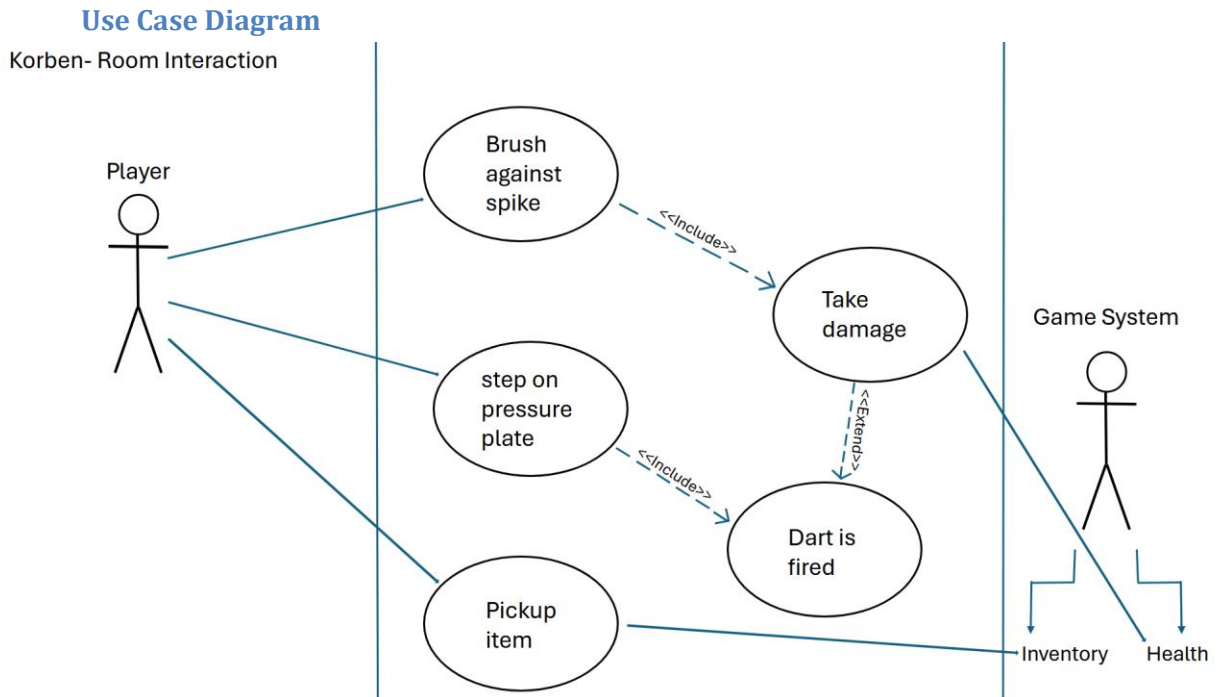 Use Case Diagram
Korben- Room Interaction
Player
Brush
against
spike
<<Include>>
Take
damage
Game System
<<Extend>>
step on
pressure
plate
<<Include>>
Dart is
fired
Pickup
item
Inventory
Health